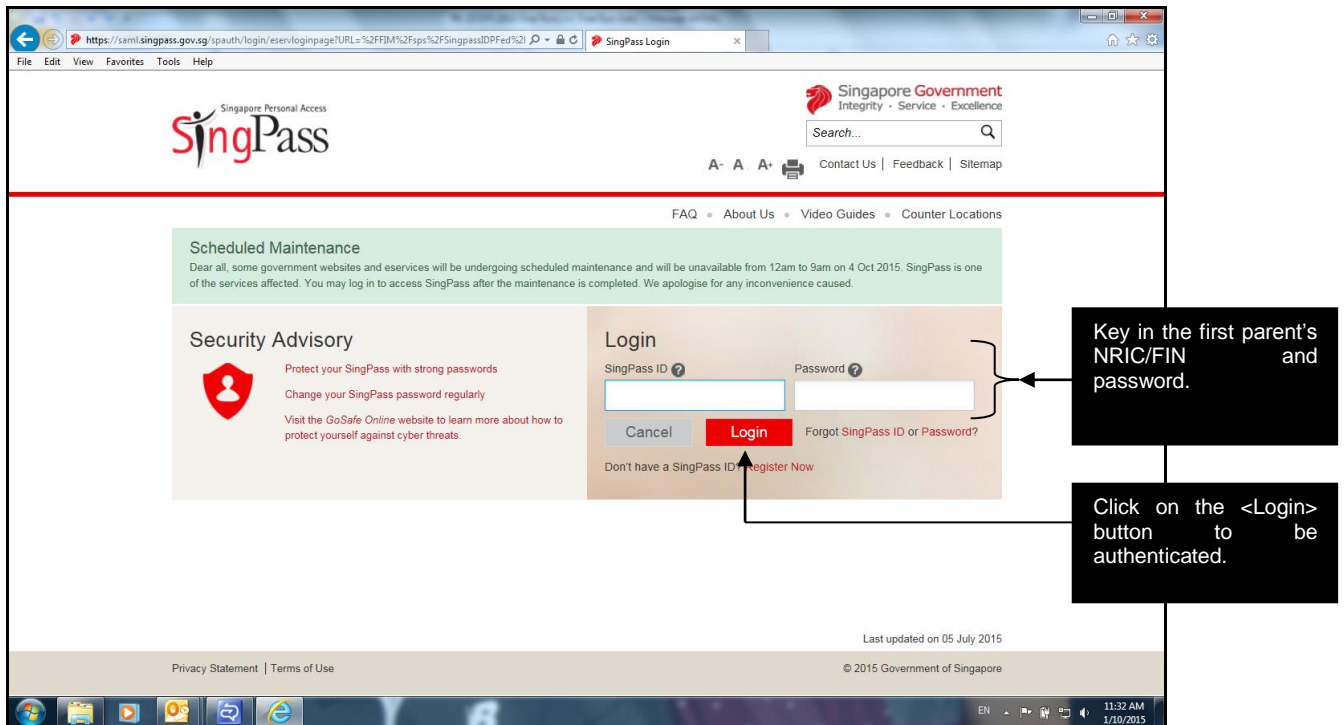 https://saml.singpass.gov.sg/spauth/login/eservloginpage?URL=%2FFIM%2Fsps%2FSingpassIDPFed%2l
SingPass Login
File Edit View Favorites Tools Help
Singapore Personal Access
SingPass
Singapore Government
Integrity · Service · Excellence
Search...
A- A. A+ Contact Us | Feedback | Sitemap
FAQ • About Us • Video Guides • Counter Locations
Scheduled Maintenance
Dear all, some government websites and eservices will be undergoing scheduled maintenance and will be unavailable from 12am to 9am on 4 Oct 2015. SingPass is one
of the services affected. You may log in to access SingPass after the maintenance is completed. We apologise for any inconvenience caused.
Security Advisory
Protect your SingPass with strong passwords
Change your SingPass password regularly
Visit the GoSafe Online website to learn more about how to
protect yourself against cyber threats.
Login
SingPass ID ? Password ?
Cancel Login Forgot SingPass ID or Password?
Don't have a SingPass ID? Register Now
Key in the first parent's
NRIC/FIN and
password.
Click on the <Login>
button to be
authenticated.
Last updated on 05 July 2015
Privacy Statement | Terms of Use
© 2015 Government of Singapore
EN
11:32 AM
1/10/2015